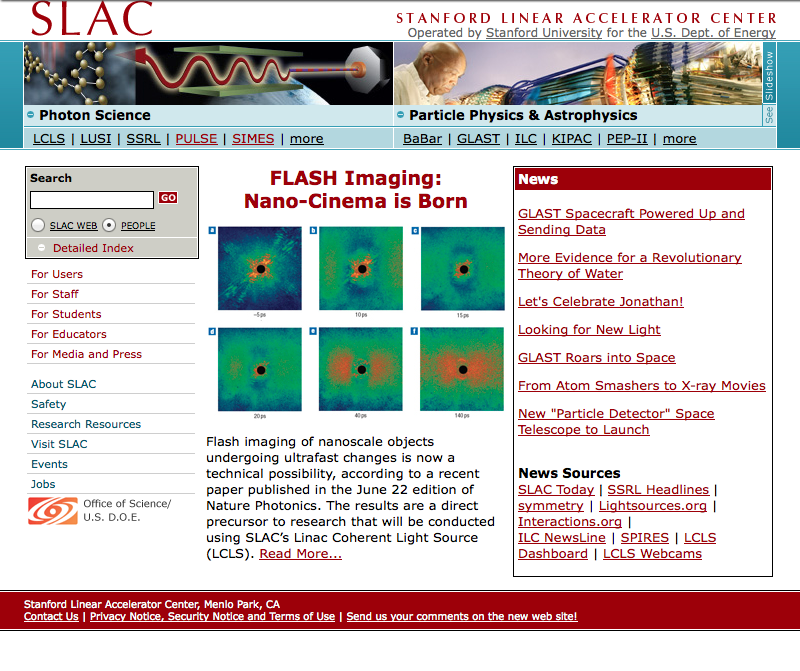 SLAC
STANFORD LINEAR ACCELERATOR CENTER
Operated by Stanford University for the U.S. Dept. of Energy
See Slideshow
Photon Science
LCLS | LUSI | SSRL | PULSE | SIMES | more
Particle Physics & Astrophysics
BaBar | GLAST | ILC | KIPAC | PEP-II | more
Search
GO
SLAC WEB PEOPLE
Detailed Index
For Users
For Staff
For Students
For Educators
For Media and Press
About SLAC
Safety
Research Resources
Visit SLAC
Events
Jobs
Office of Science/
U.S. D.O.E.
FLASH Imaging:
Nano-Cinema is Born
a b c
~5 ps 10 ps 15 ps
d e f
20 ps 40 ps 140 ps
Flash imaging of nanoscale objects
undergoing ultrafast changes is now a
technical possibility, according to a recent
paper published in the June 22 edition of
Nature Photonics. The results are a direct
precursor to research that will be conducted
using SLAC’s Linac Coherent Light Source
(LCLS). Read More...
News
GLAST Spacecraft Powered Up and
Sending Data
More Evidence for a Revolutionary
Theory of Water
Let's Celebrate Jonathan!
Looking for New Light
GLAST Roars into Space
From Atom Smashers to X-ray Movies
New "Particle Detector" Space
Telescope to Launch
News Sources
SLAC Today | SSRL Headlines |
symmetry | Lightsources.org |
Interactions.org |
ILC NewsLine | SPIRES | LCLS
Dashboard | LCLS Webcams
Stanford Linear Accelerator Center, Menlo Park, CA
Contact Us | Privacy Notice, Security Notice and Terms of Use | Send us your comments on the new web site!